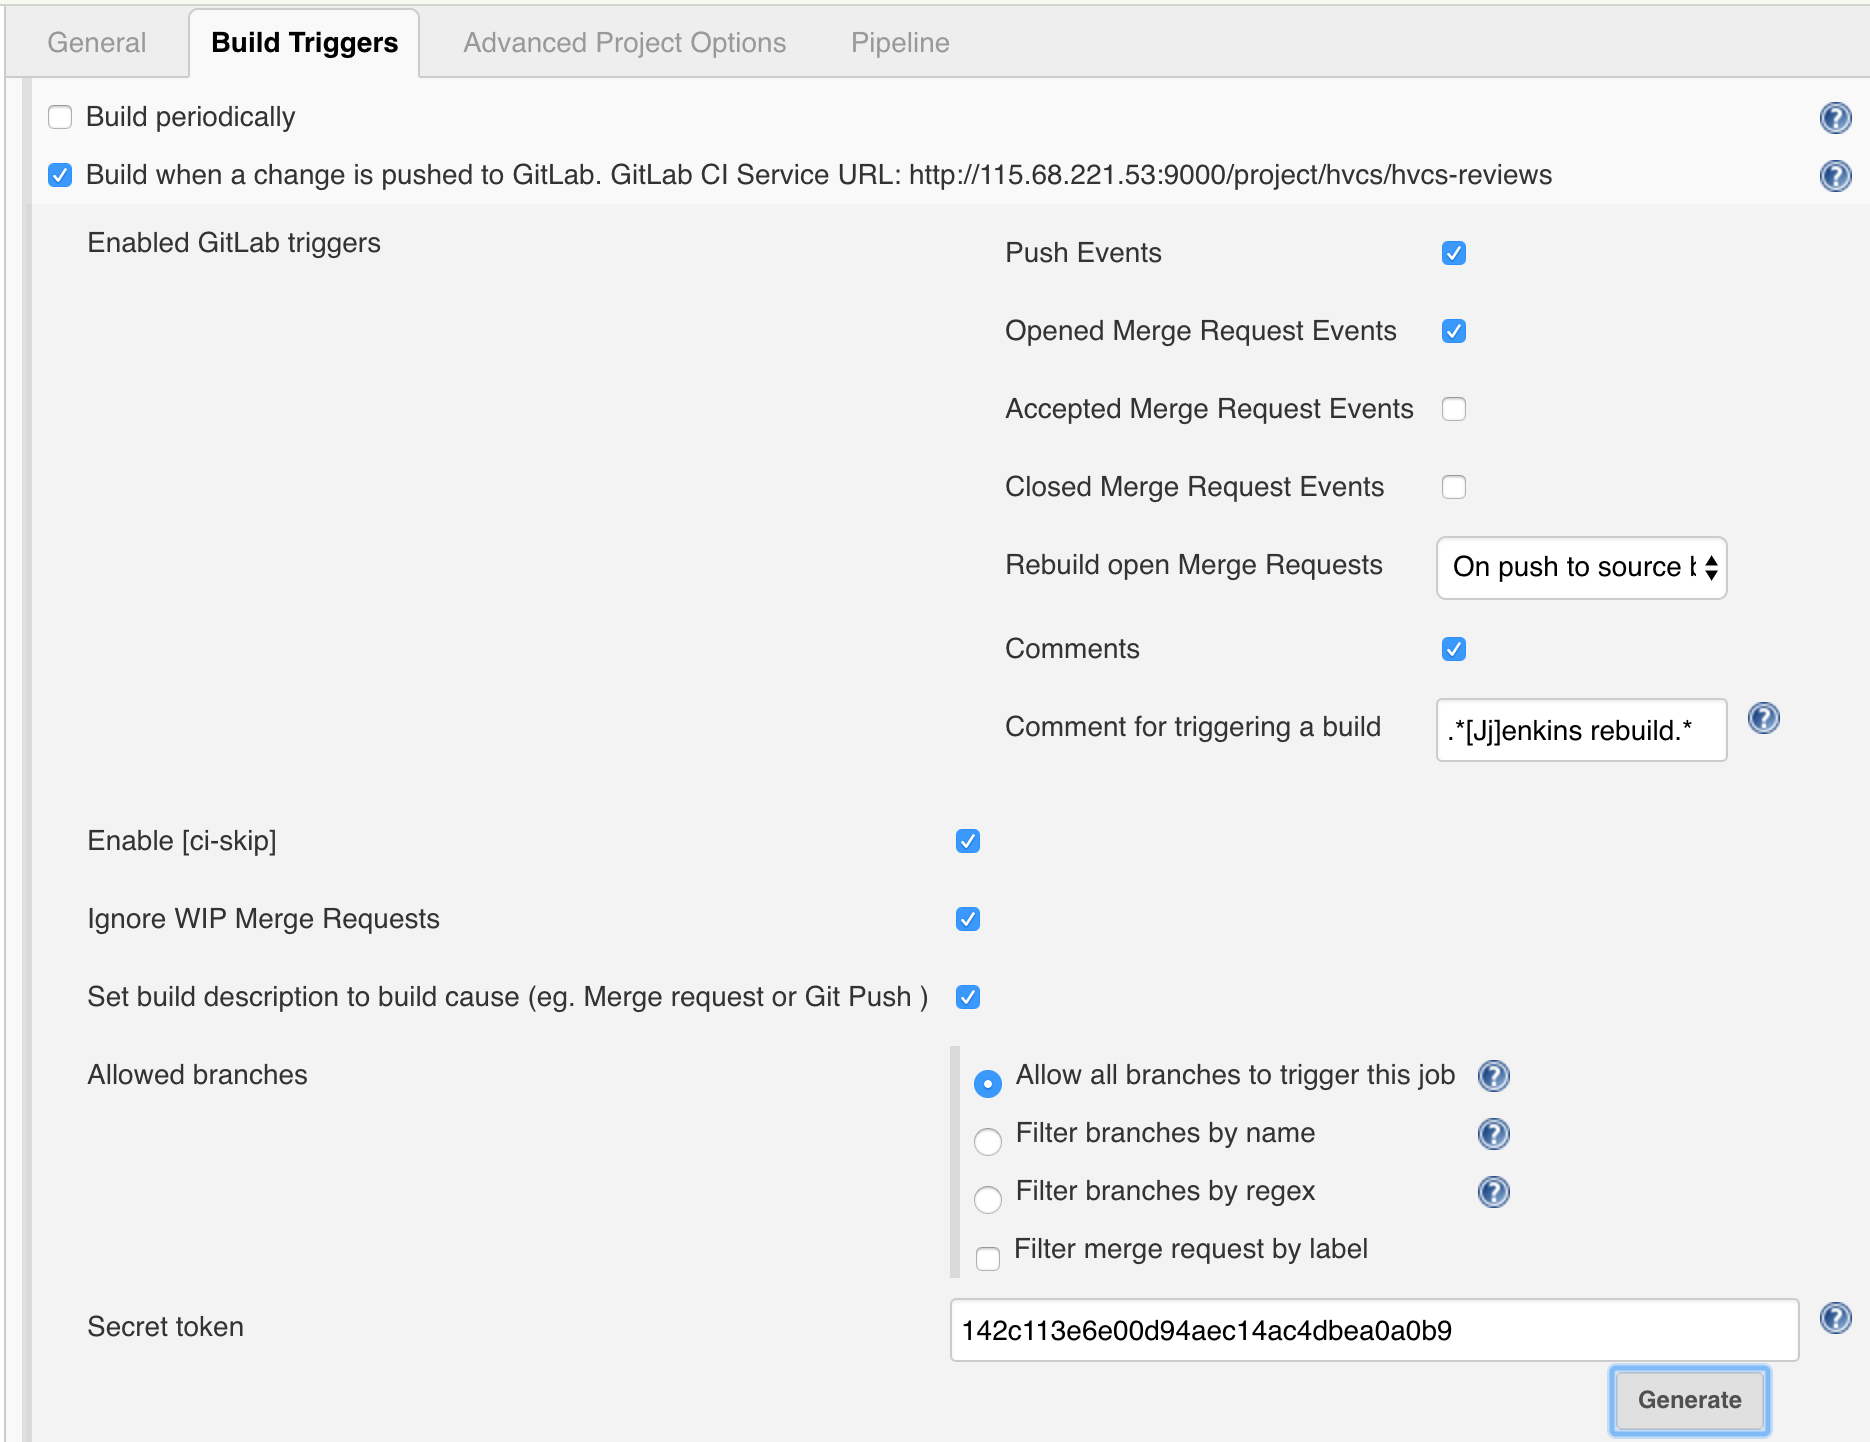 General Build Triggers Advanced Project Options Pipeline
Build periodically
Build when a change is pushed to GitLab. GitLab CI Service URL: http://115.68.221.53:9000/project/hvcs/hvcs-reviews
Enabled GitLab triggers
Push Events
Opened Merge Request Events
Accepted Merge Request Events
Closed Merge Request Events
Rebuild open Merge Requests On push to source
Comments
Comment for triggering a build .*[Jj]enkins rebuild.*
Enable [ci-skip]
Ignore WIP Merge Requests
Set build description to build cause (eg. Merge request or Git Push )
Allowed branches
Allow all branches to trigger this job
Filter branches by name
Filter branches by regex
Filter merge request by label
Secret token 142c113e6e00d94aec14ac4dbea0a0b9
Generate